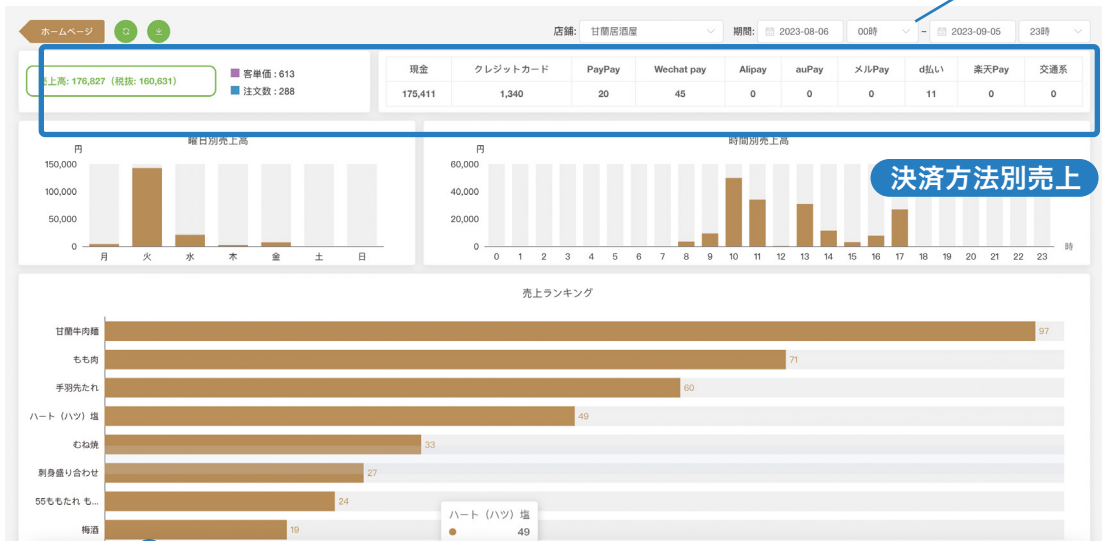 ホームページ
店舗: 甘蘭居酒屋 期間: 2023-08-06 00時 ~ 2023-09-05 23時
売上高: 176,827（税抜: 160,631）
客単価 : 613
注文数 : 288
現金 クレジットカード PayPay Wechat pay Alipay auPay メルPay d払い 楽天Pay 交通系
175,411 1,340 20 45 0 0 0 11 0 0
曜日別売上高
円
150,000
100,000
50,000
0
月 火 水 木 金 土 日
時間別売上高
円
60,000
40,000
20,000
0
0 1 2 3 4 5 6 7 8 9 10 11 12 13 14 15 16 17 18 19 20 21 22 23
時
決済方法別売上
売上ランキング
甘蘭牛肉麺 97
もも肉 71
手羽先たれ 60
ハート（ハツ）塩 49
むね焼 33
刺身盛り合わせ 27
55ももたれ も... 24
梅酒 19
ハート（ハツ）塩
49